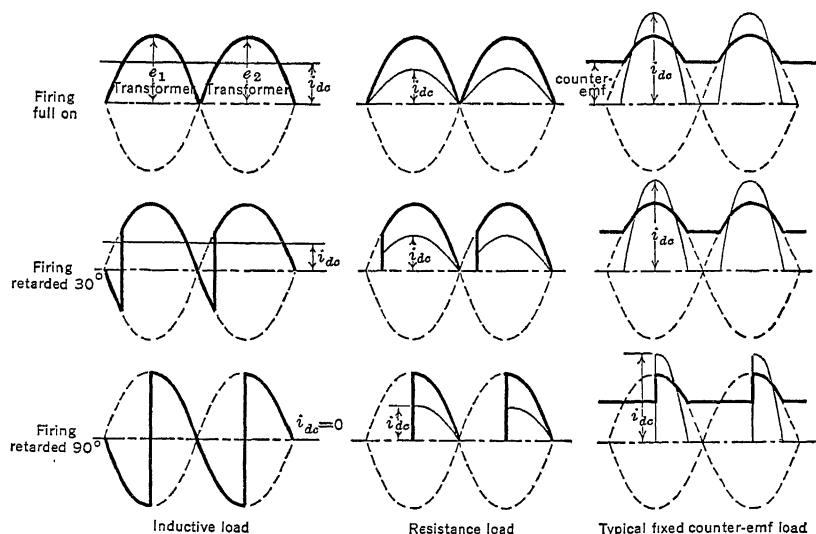 e1
Transformer
e2
Transformer
idc
Firing
full on
idc
counter-
emf
idc
Firing
retarded 30°
idc
idc
idc
Firing
retarded 90°
idc=0
idc
idc
Inductive load
Resistance load
Typical fixed counter-emf load